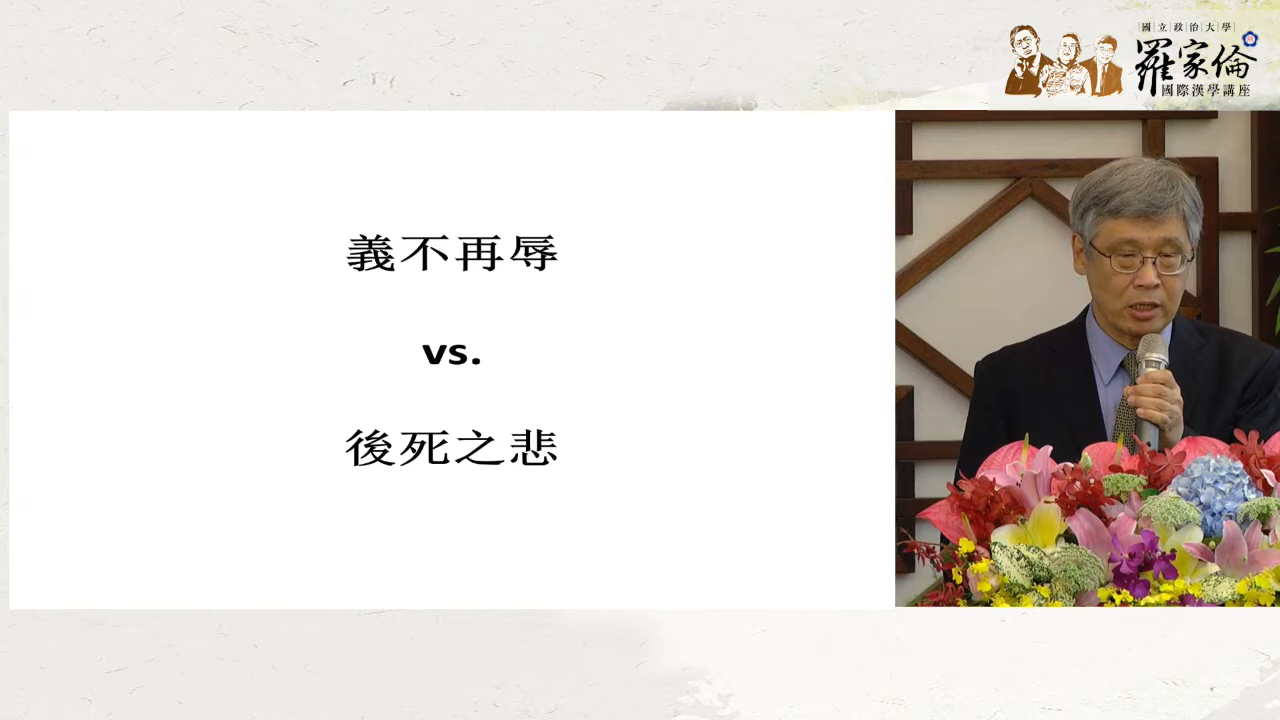 國立政治大學
羅家倫
國際漢學講座
義不再辱
vs.
後死之悲